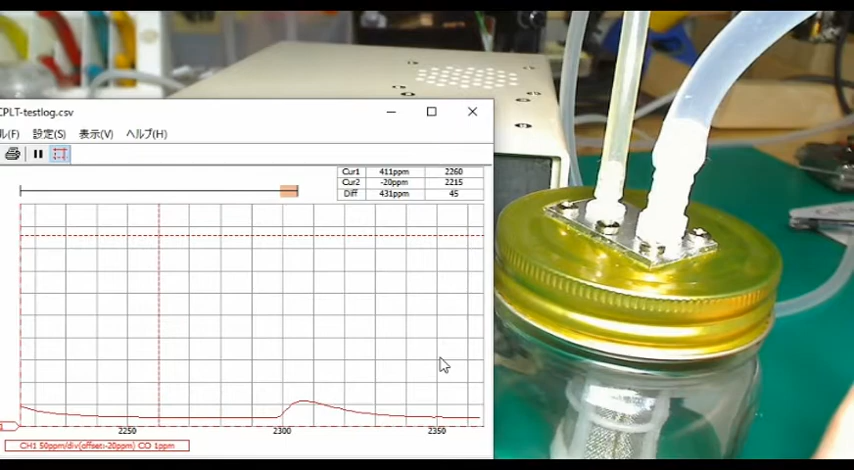 CPLT-testlog.csv
ル(F) 設定(S) 表示(V) ヘルプ(H)
Cur1 411ppm 2260
Cur2 -20ppm 2215
Diff 431ppm 45
2250 2300 2350
CH1 50ppm/div(offset:-20ppm) CO 1ppm